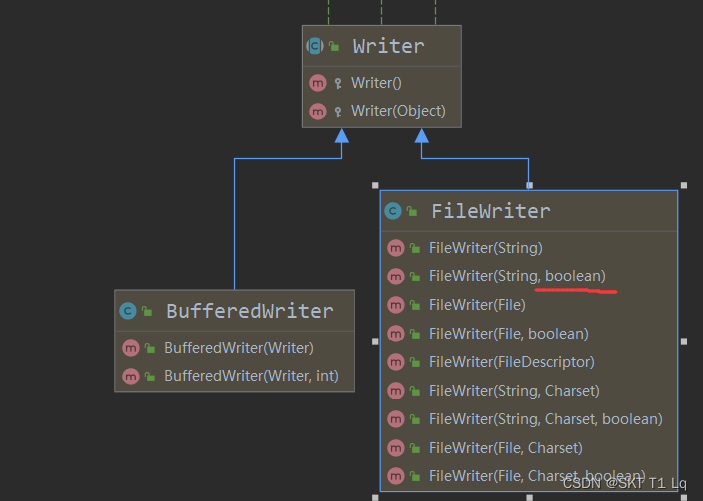 Writer
Writer()
Writer(Object)
FileWriter
FileWriter(String)
FileWriter(String, boolean)
FileWriter(File)
FileWriter(File, boolean)
FileWriter(FileDescriptor)
FileWriter(String, Charset)
FileWriter(String, Charset, boolean)
FileWriter(File, Charset)
FileWriter(File, Charset, boolean)
BufferedWriter
BufferedWriter(Writer)
BufferedWriter(Writer, int)
CSDN @SKT T1 Lq